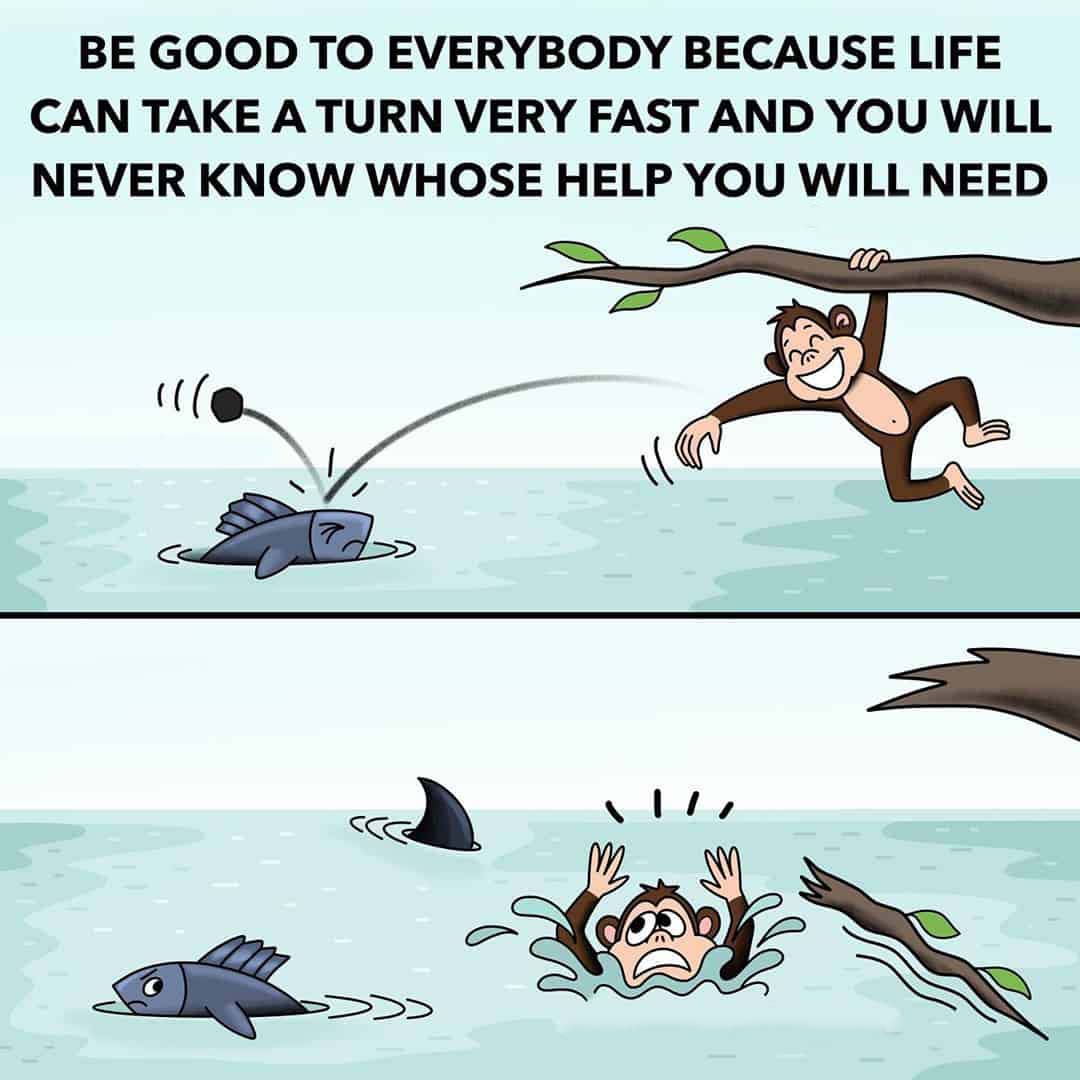 BE GOOD TO EVERYBODY BECAUSE LIFE
CAN TAKE A TURN VERY FAST AND YOU WILL
NEVER KNOW WHOSE HELP YOU WILL NEED